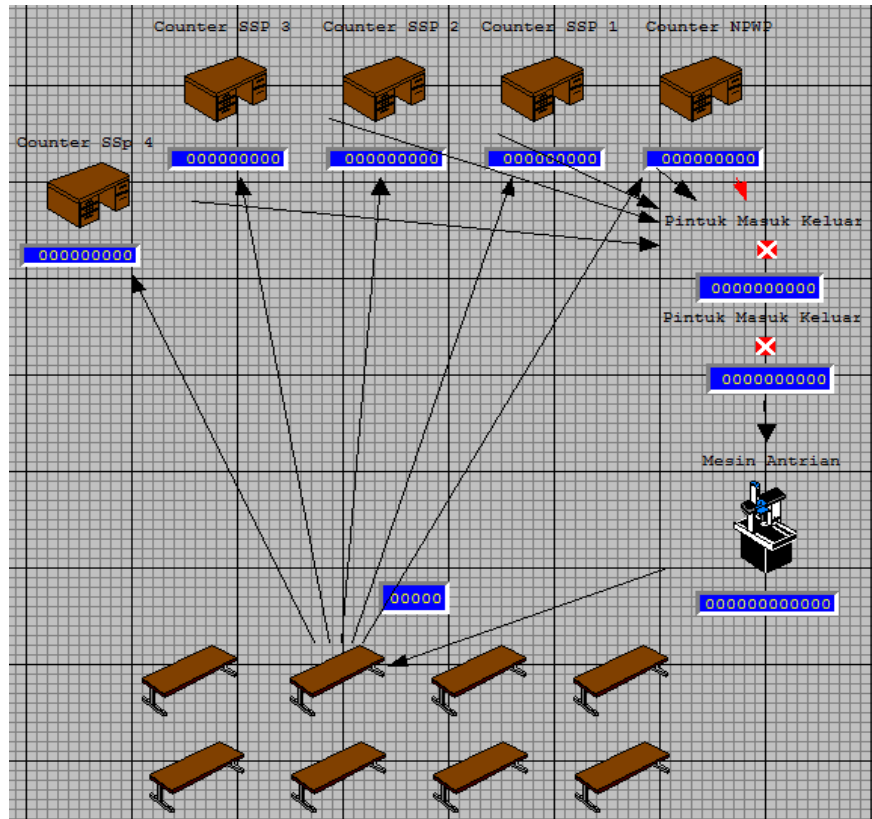 Counter SSP 3
Counter SSP 2
Counter SSP 1
Counter NPWP
000000000
000000000
000000000
000000000
Counter SSp 4
000000000
Pintuk Masuk Keluar
0000000000
Pintuk Masuk Keluar
0000000000
Mesin Antrian
00000
000000000000